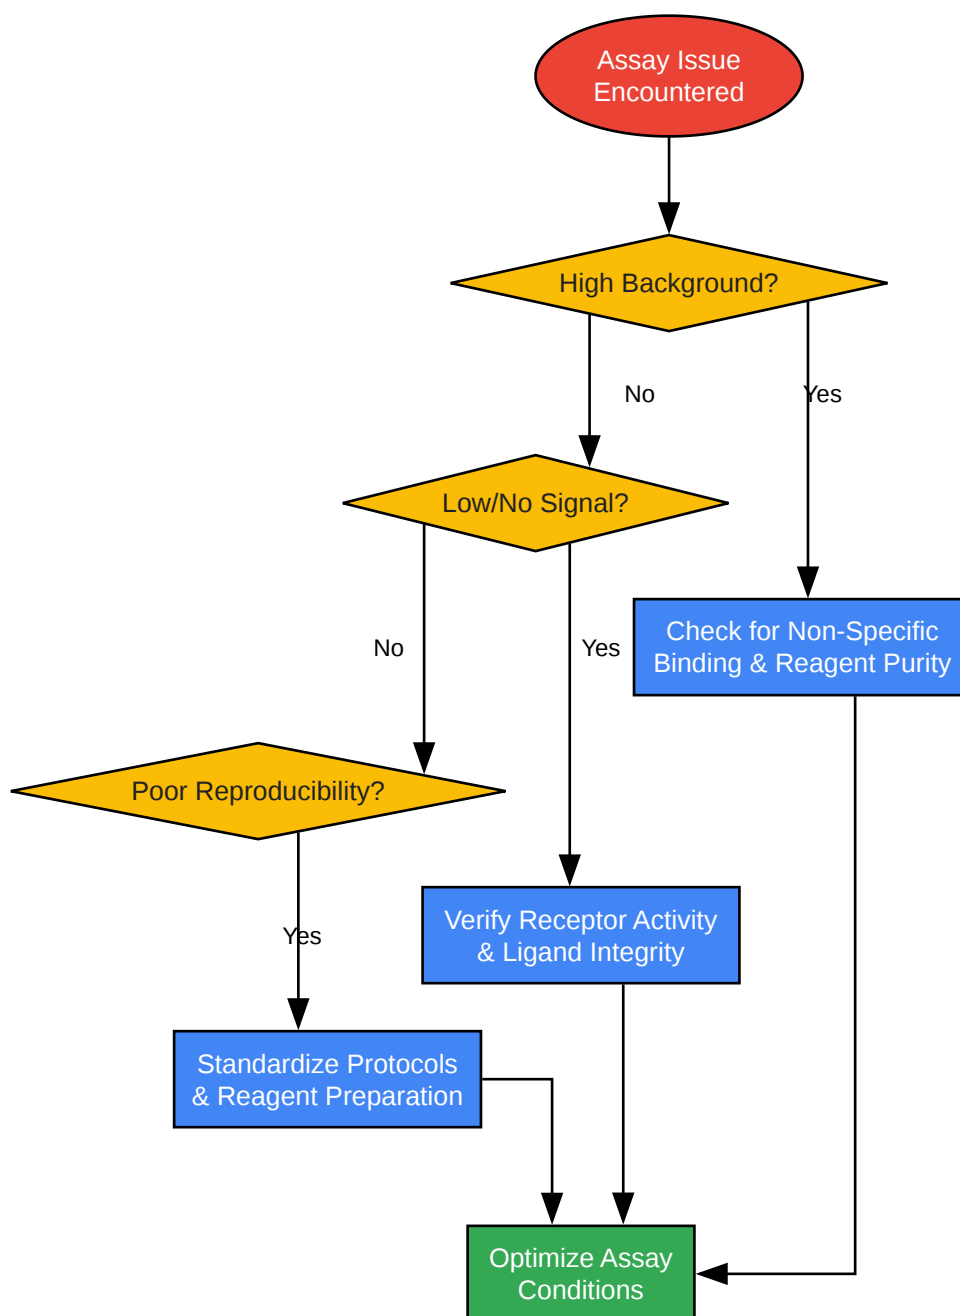 Assay Issue
Encountered
High Background?
No
Yes
Low/No Signal?
Check for Non-Specific
Binding & Reagent Purity
No
Yes
Poor Reproducibility?
Verify Receptor Activity
& Ligand Integrity
Yes
Standardize Protocols
& Reagent Preparation
Optimize Assay
Conditions